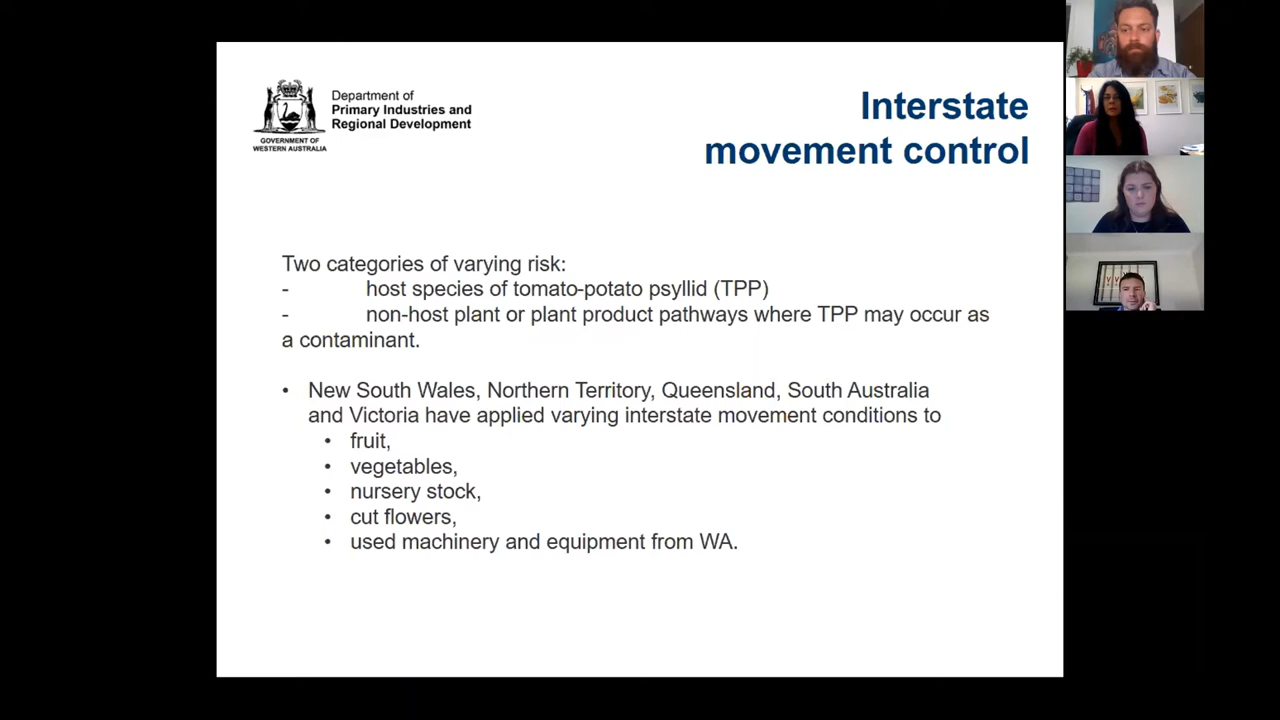 Department of
Primary Industries and
Regional Development
GOVERNMENT OF
WESTERN AUSTRALIA
Interstate
movement control
Two categories of varying risk:
- host species of tomato-potato psyllid (TPP)
- non-host plant or plant product pathways where TPP may occur as
a contaminant.
• New South Wales, Northern Territory, Queensland, South Australia
and Victoria have applied varying interstate movement conditions to
• fruit,
• vegetables,
• nursery stock,
• cut flowers,
• used machinery and equipment from WA.